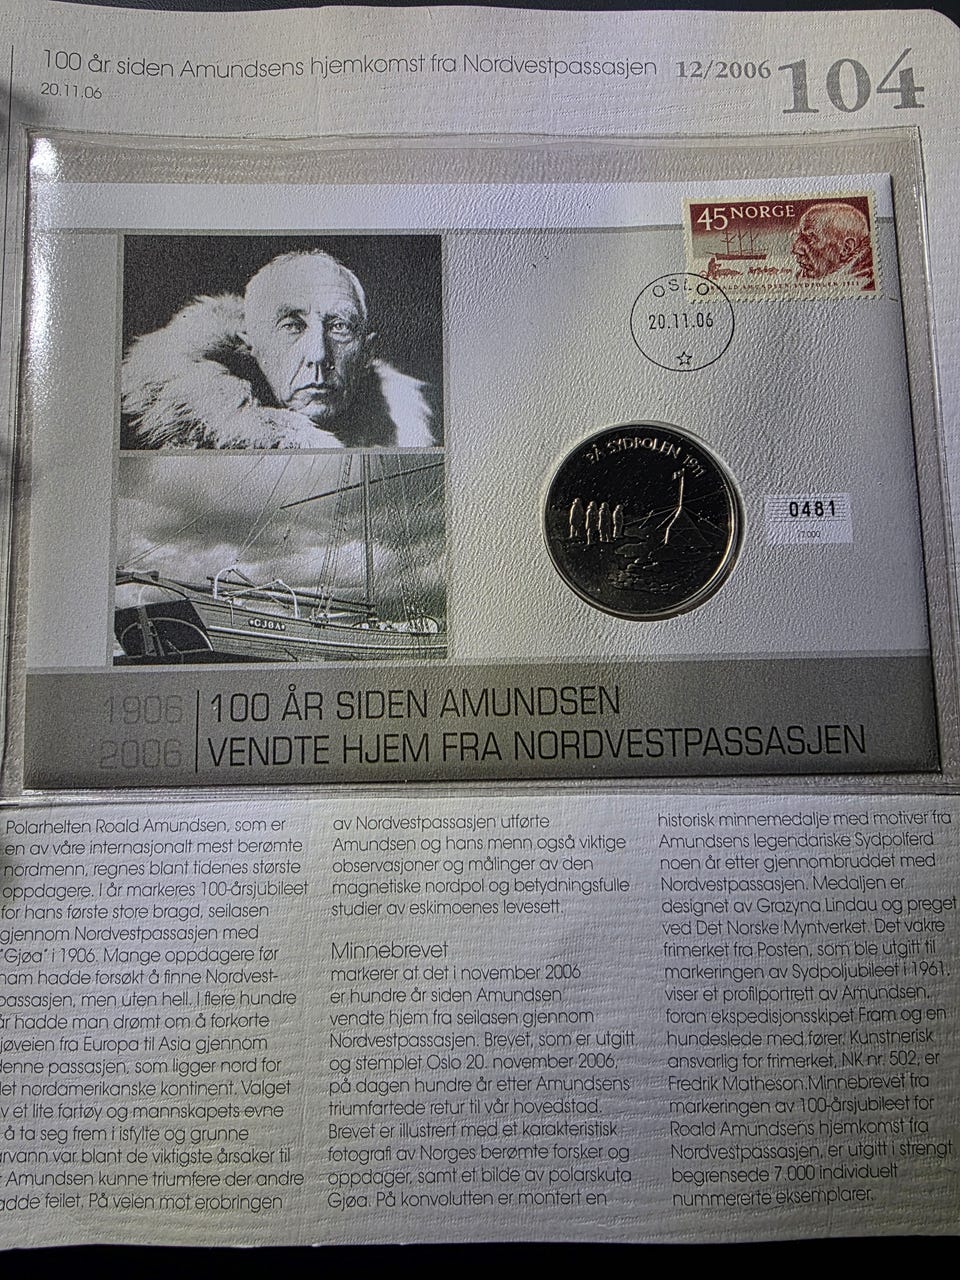 100 år siden Amundsens hjemkomst fra Nordvestpassasjen 12/2006 104
20.11.06
45 NORGE
ROALD AMUNDSEN SYDPOLEN 1911
OSLO
20.11.06
PÅ SYDPOLEN 1911
0481
GJØA
1906 100 ÅR SIDEN AMUNDSEN
2006 VENDTE HJEM FRA NORDVESTPASSASJEN
Polarhelten Roald Amundsen, som er
en av våre internasjonalt mest berømte
nordmenn, regnes blant tidenes største
oppdagere. I år markeres 100-årsjubileet
for hans første store bragd, seilasen
gjennom Nordvestpassasjen med
"Gjøa" i 1906. Mange oppdagere før
ham hadde forsøkt å finne Nordvest-
passasjen, men uten hell. I flere hundre
år hadde man drømt om å forkorte
sjøveien fra Europa til Asia gjennom
denne passasjen, som ligger nord for
det nordamerikanske kontinent. Valget
av et lite fartøy og mannskapets evne
å ta seg frem i isfylte og grunne
farvann var blant de viktigste årsaker til
Amundsen kunne triumfere der andre
hadde feilet. På veien mot erobringen
av Nordvestpassasjen utførte
Amundsen og hans menn også viktige
observasjoner og målinger av den
magnetiske nordpol og betydningsfulle
studier av eskimoenes levesett.
Minnebrevet
markerer at det i november 2006
er hundre år siden Amundsen
vendte hjem fra seilasen gjennom
Nordvestpassasjen. Brevet, som er utgitt
og stemplet Oslo 20. november 2006,
på dagen hundre år etter Amundsens
triumfartede retur til vår hovedstad.
Brevet er illustrert med et karakteristisk
fotografi av Norges berømte forsker og
oppdager, samt et bilde av polarskuta
Gjøa. På konvolutten er montert en
historisk minnemedalje med motiver fra
Amundsens legendariske Sydpolferd
noen år etter gjennombruddet med
Nordvestpassasjen. Medaljen er
designet av Grazyna Lindau og preget
ved Det Norske Myntverket. Det vakre
frimerket fra Posten, som ble utgitt til
markeringen av Sydpoljubileet i 1961,
viser et profilportrett av Amundsen,
foran ekspedisjonsskipet Fram og en
hundeslede med fører. Kunstnerisk
ansvarlig for frimerket, NK nr. 502, er
Fredrik Matheson. Minnebrevet fra
markeringen av 100-årsjubileet for
Roald Amundsens hjemkomst fra
Nordvestpassasjen, er utgitt i strengt
begrensede 7.000 individuelt
nummererte eksemplarer.